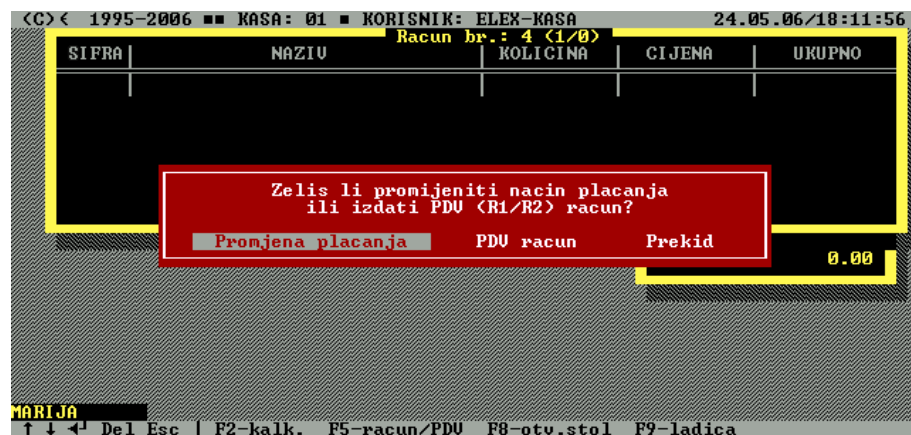 (C)< 1995-2006 ■■ KASA: 01 ■ KORISNIK: ELEX-KASA 24.05.06/18:11:56
Racun br.: 4 (1/0)
SIFRA NAZIV KOLICINA CIJENA UKUPNO
Zelis li promijeniti nacin placanja
ili izdati PDV (R1/R2) racun?
Promjena placanja PDV racun Prekid
0.00
MARIJA
↑ ↓ ◄┘ Del Esc | F2-kalk. F5-racun/PDV F8-otv.stol F9-ladica